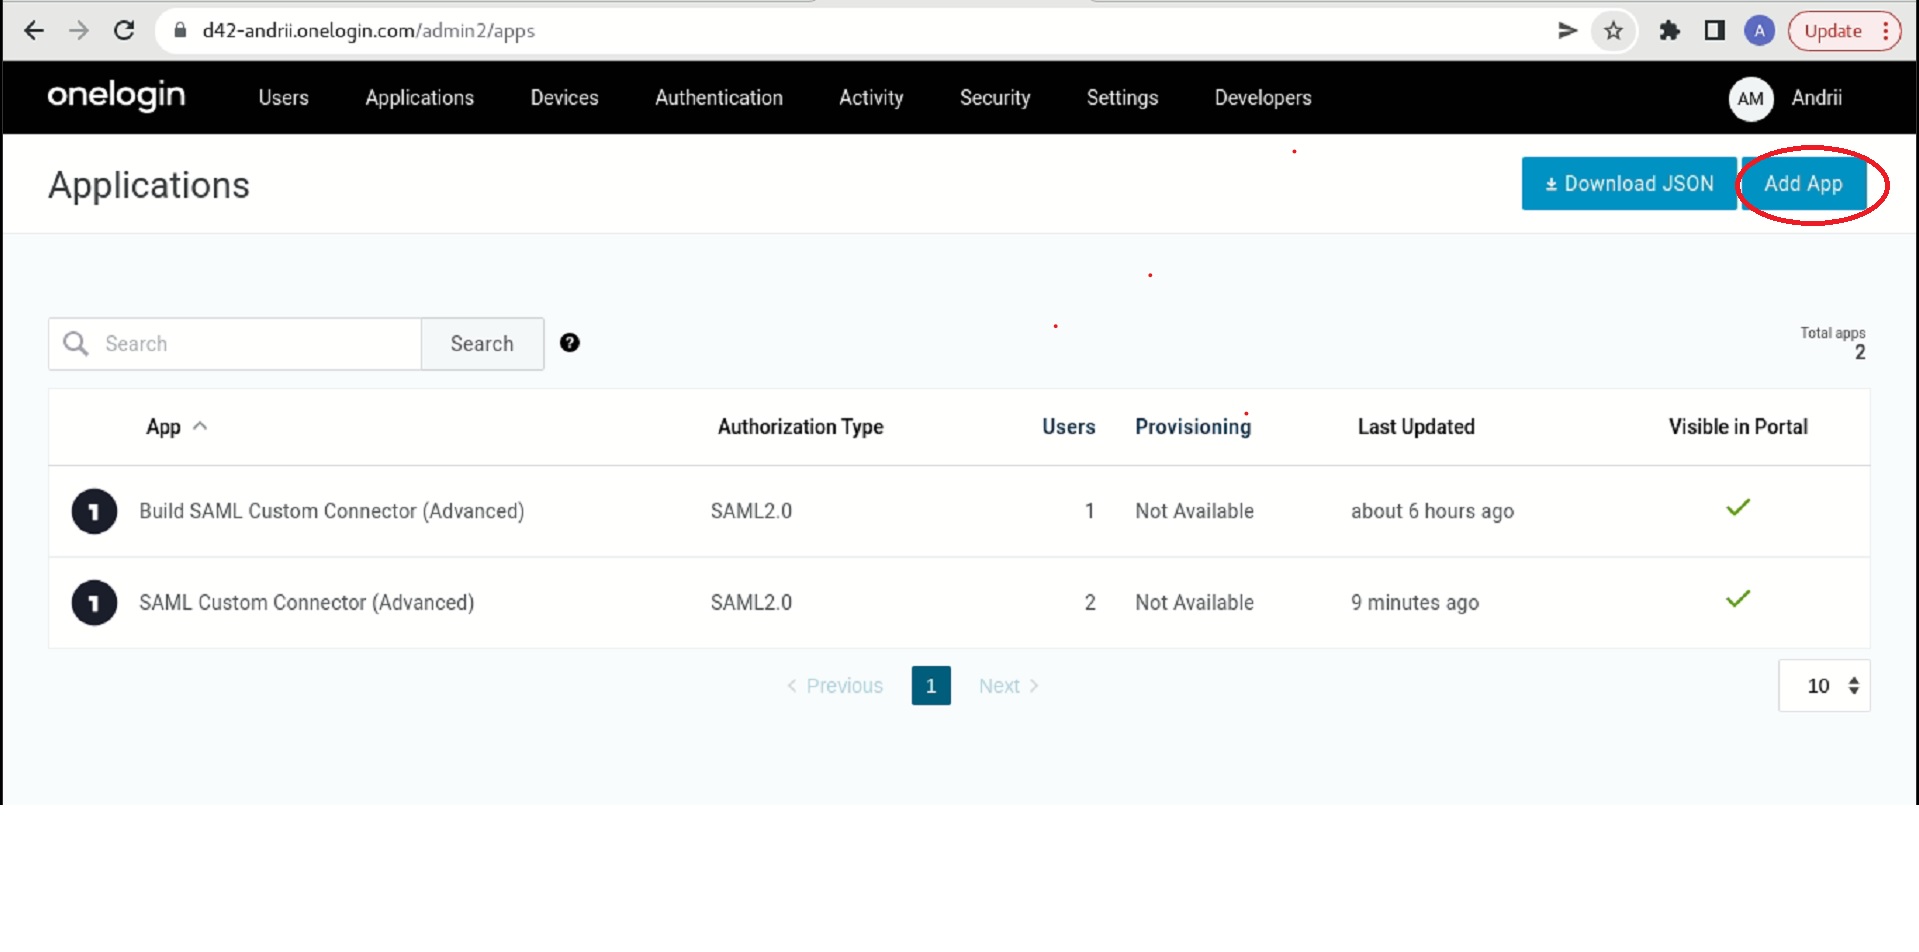 d42-andrii.onelogin.com/admin2/apps A Update
onelogin Users Applications Devices Authentication Activity Security Settings Developers AM Andrii
Applications Download JSON Add App
Search Search ? Total apps
2
App Authorization Type Users Provisioning Last Updated Visible in Portal
1 Build SAML Custom Connector (Advanced) SAML2.0 1 Not Available about 6 hours ago
1 SAML Custom Connector (Advanced) SAML2.0 2 Not Available 9 minutes ago
< Previous 1 Next > 10